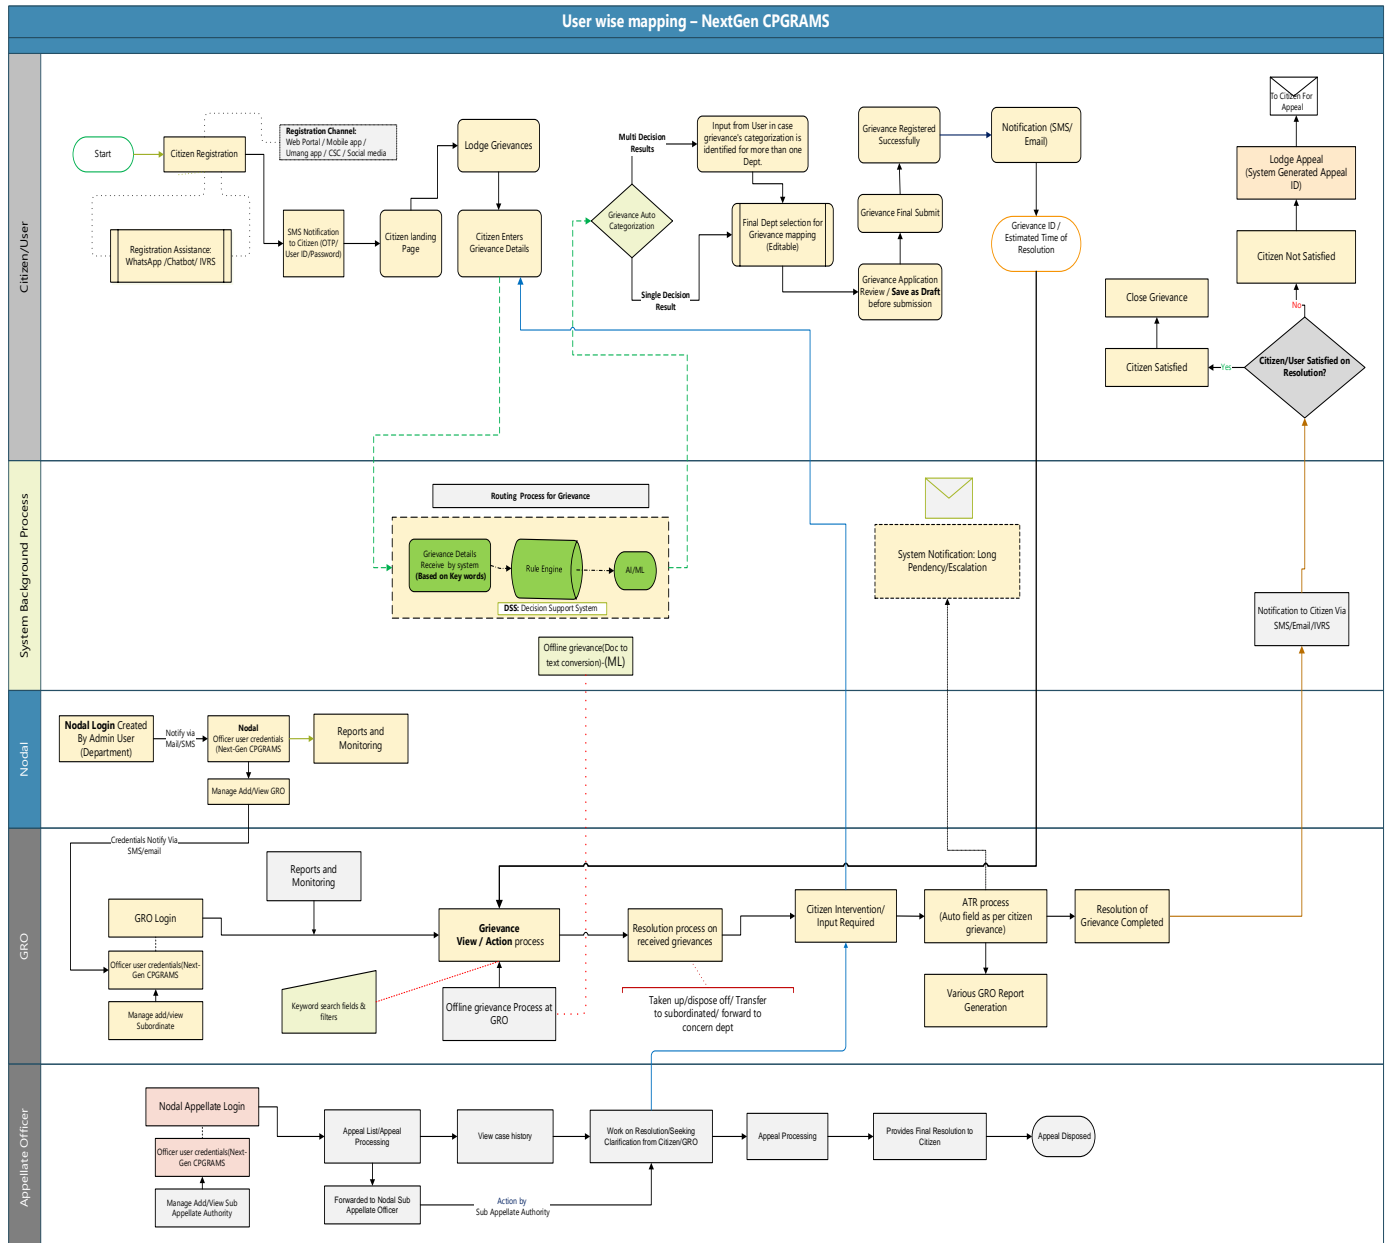 User wise mapping – NextGen CPGRAMS
Citizen/User
Start
Citizen Registration
Registration Channel:
Web Portal / Mobile app /
Umang app / CSC / Social media
Registration Assistance:
WhatsApp /Chatbot/ IVRS
SMS Notification
to Citizen (OTP/
User ID/Password)
Citizen landing
Page
Lodge Grievances
Citizen Enters
Grievance Details
Grievance Auto
Categorization
Multi Decision
Results
Single Decision
Result
Input from User in case
grievance's categorization is
identified for more than one
Dept.
Final Dept selection for
Grievance mapping
(Editable)
Grievance Registered
Successfully
Grievance Final Submit
Grievance Application
Review / Save as Draft
before submission
Notification (SMS/
Email)
Grievance ID /
Estimated Time of
Resolution
To Citizen For
Appeal
Lodge Appeal
(System Generated Appeal
ID)
Citizen Not Satisfied
No
Close Grievance
Citizen Satisfied
Yes
Citizen/User Satisfied on
Resolution?
System Background Process
Routing Process for Grievance
Grievance Details
Receive by system
(Based on Key words)
Rule Engine
AI/ML
DSS: Decision Support System
Offline grievance(Doc to
text conversion)-(ML)
System Notification: Long
Pendency/Escalation
Notification to Citizen Via
SMS/Email/IVRS
Nodal
Nodal Login Created
By Admin User
(Department)
Notify via
Mail/SMS
Nodal
Officer user credentials
(Next-Gen CPGRAMS
Reports and
Monitoring
Manage Add/View GRO
GRO
Credentials Notify Via
SMS/email
Reports and
Monitoring
GRO Login
Officer user credentials(Next-
Gen CPGRAMS
Manage add/view
Subordinate
Keyword search fields &
filters
Grievance
View / Action process
Offline grievance Process at
GRO
Resolution process on
received grievances
Taken up/dispose off/ Transfer
to subordinated/ forward to
concern dept
Citizen Intervention/
Input Required
ATR process
(Auto field as per citizen
grievance)
Various GRO Report
Generation
Resolution of
Grievance Completed
Appellate Officer
Nodal Appellate Login
Officer user credentials(Next-
Gen CPGRAMS
Manage Add/View Sub
Appellate Authority
Appeal List/Appeal
Processing
Forwarded to Nodal Sub
Appellate Officer
View case history
Action by
Sub Appellate Authority
Work on Resolution/Seeking
Clarification from Citizen/GRO
Appeal Processing
Provides Final Resolution to
Citizen
Appeal Disposed